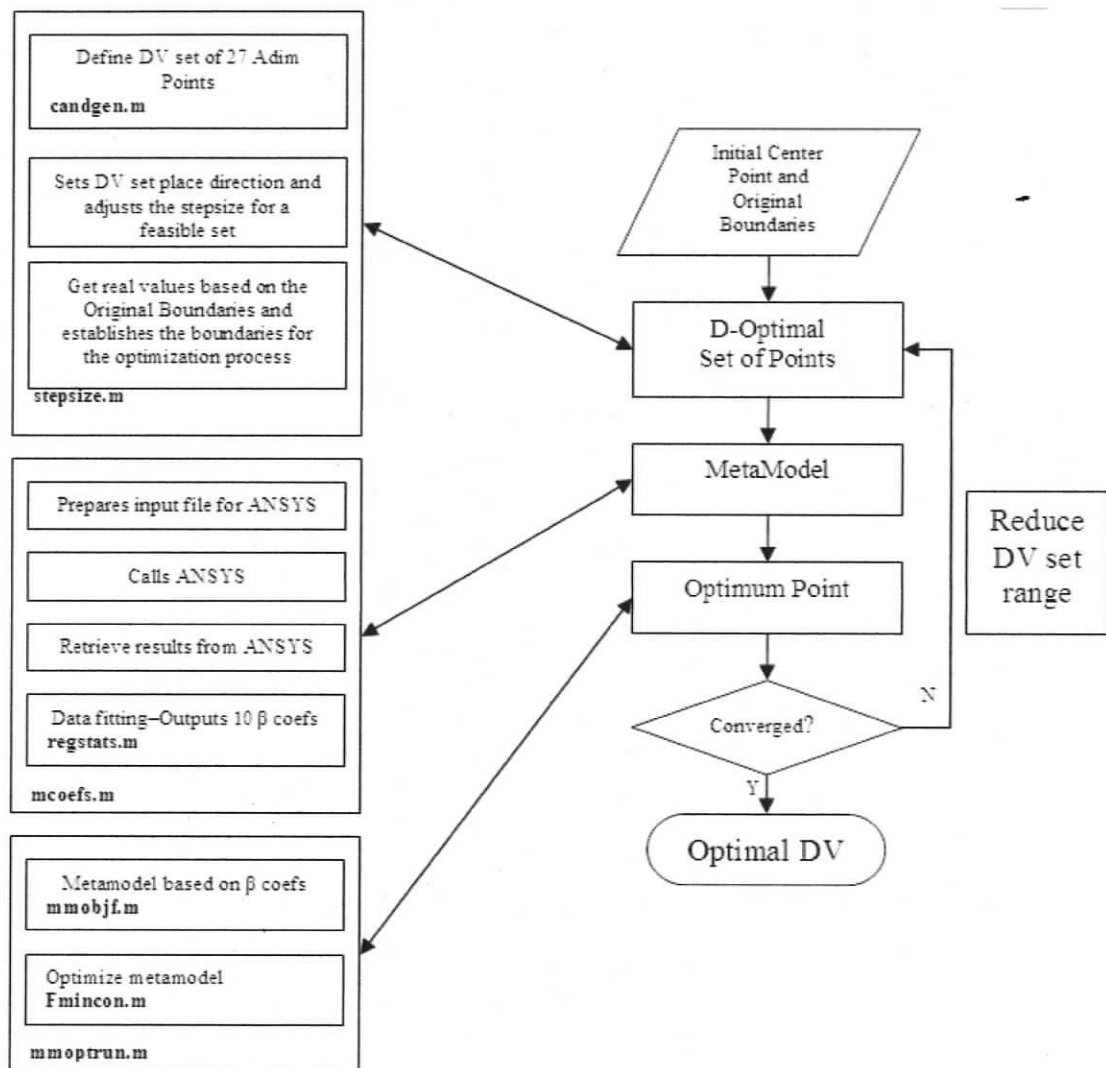 Define DV set of 27 Adim
Points
candgen.m
Sets DV set place direction and
adjusts the stepsize for a
feasible set
Get real values based on the
Original Boundaries and
establishes the boundaries for
the optimization process
stepsize.m
Prepares input file for ANSYS
Calls ANSYS
Retrieve results from ANSYS
Data fitting–Outputs 10 β coefs
regstats.m
mcoefs.m
Metamodel based on β coefs
mmobjf.m
Optimize metamodel
Fmincon.m
mmoptrun.m
Initial Center
Point and
Original
Boundaries
D-Optimal
Set of Points
MetaModel
Optimum Point
Converged?
N
Y
Optimal DV
Reduce
DV set
range